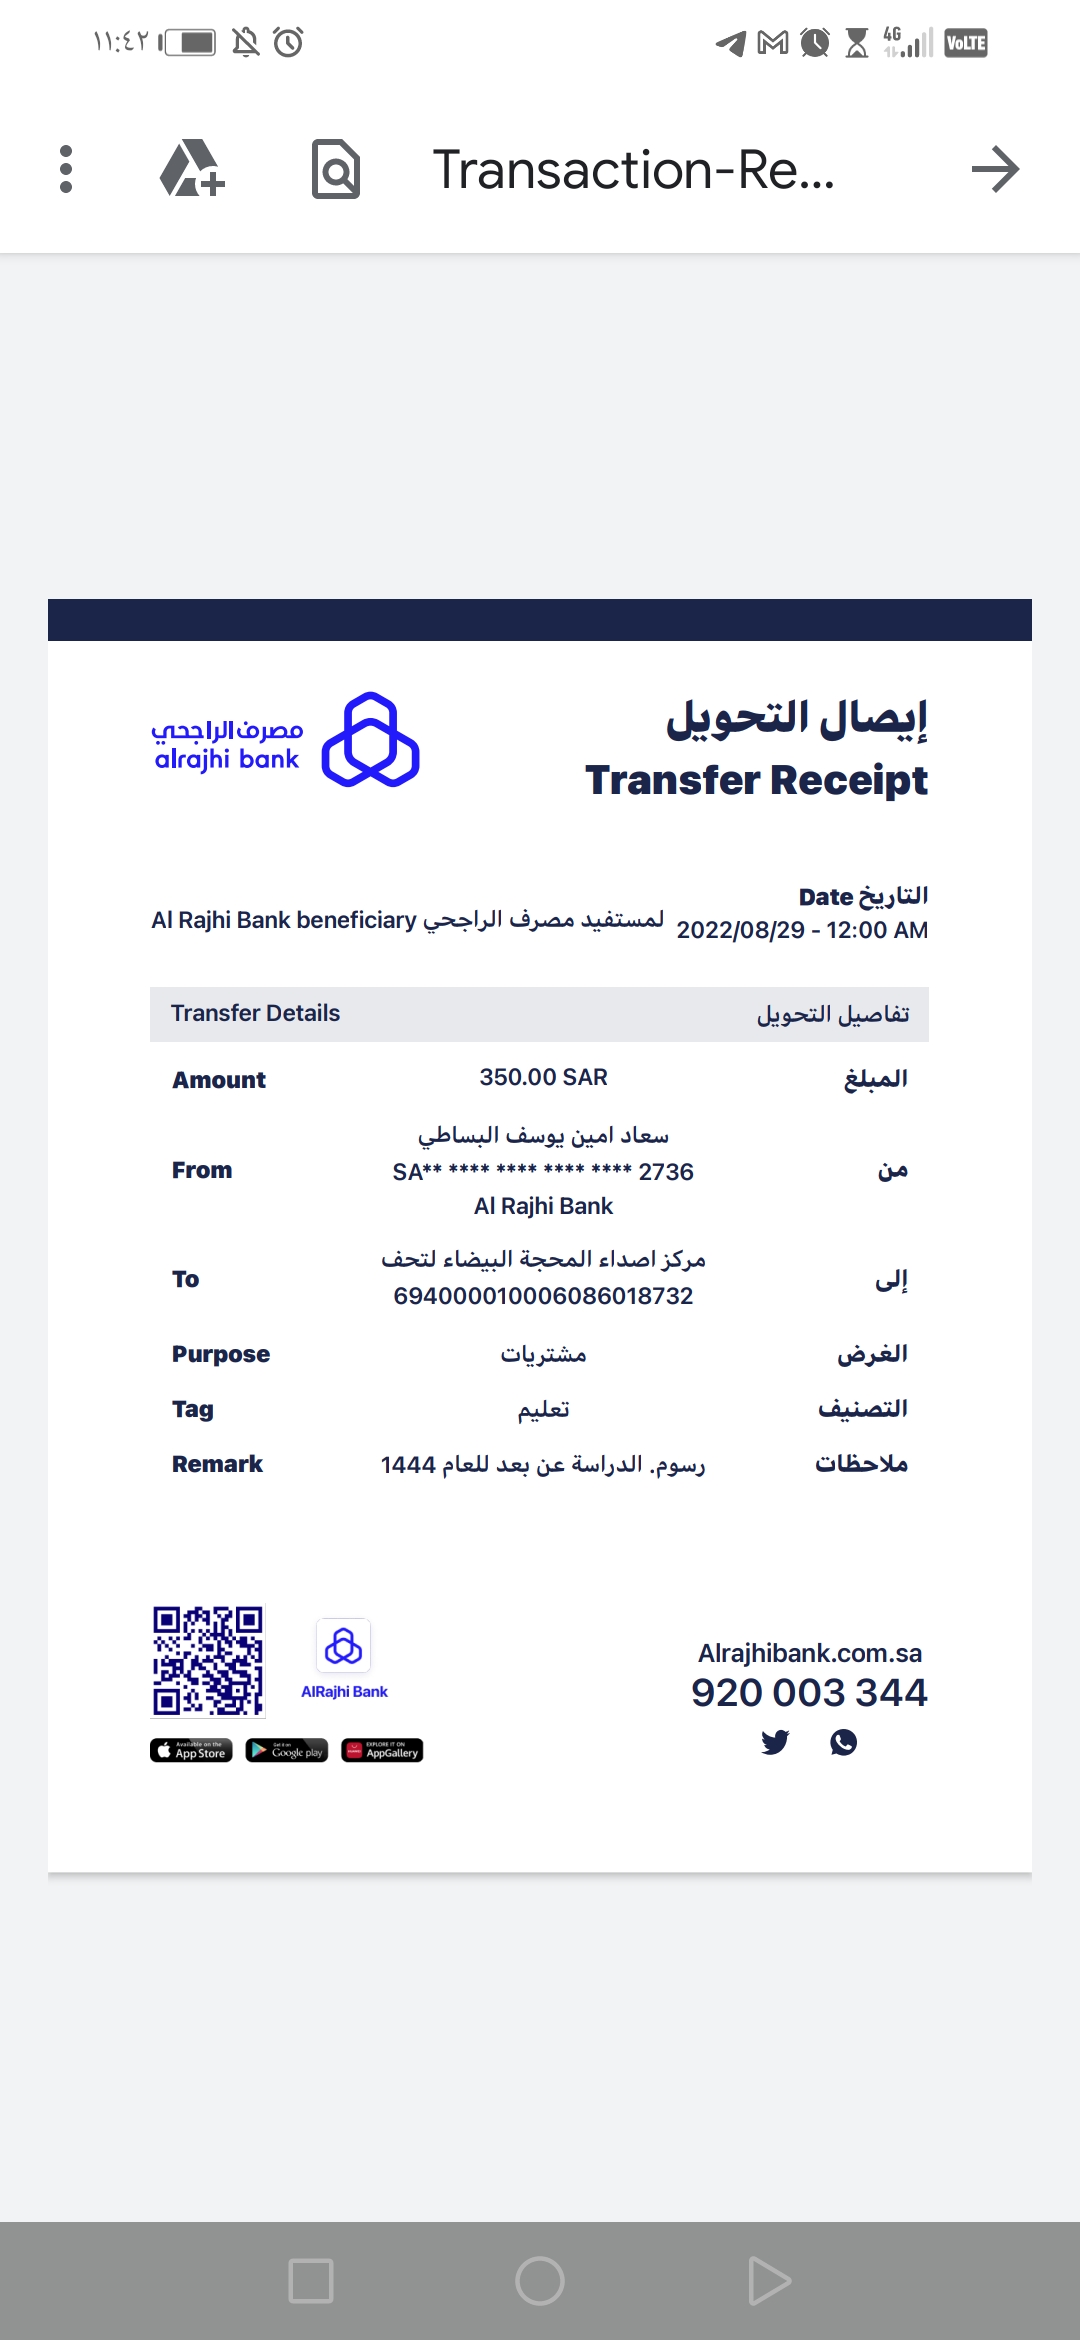 ١١:٤٢
4G
VoLTE
Transaction-Re...
إيصال التحويل
Transfer Receipt
مصرف الراجحي
alrajhi bank
التاريخ Date
2022/08/29 - 12:00 AM
لمستفيد مصرف الراجحي Al Rajhi Bank beneficiary
Transfer Details تفاصيل التحويل
Amount 350.00 SAR المبلغ
سعاد امين يوسف البساطي
From SA** **** **** **** **** 2736 من
Al Rajhi Bank
مركز اصداء المحجة البيضاء لتحف
To 694000010006086018732 إلى
Purpose مشتريات الغرض
Tag تعليم التصنيف
Remark رسوم. الدراسة عن بعد للعام 1444 ملاحظات
AlRajhi Bank
Available on the App Store
Get it on Google play
EXPLORE IT ON AppGallery
Alrajhibank.com.sa
920 003 344